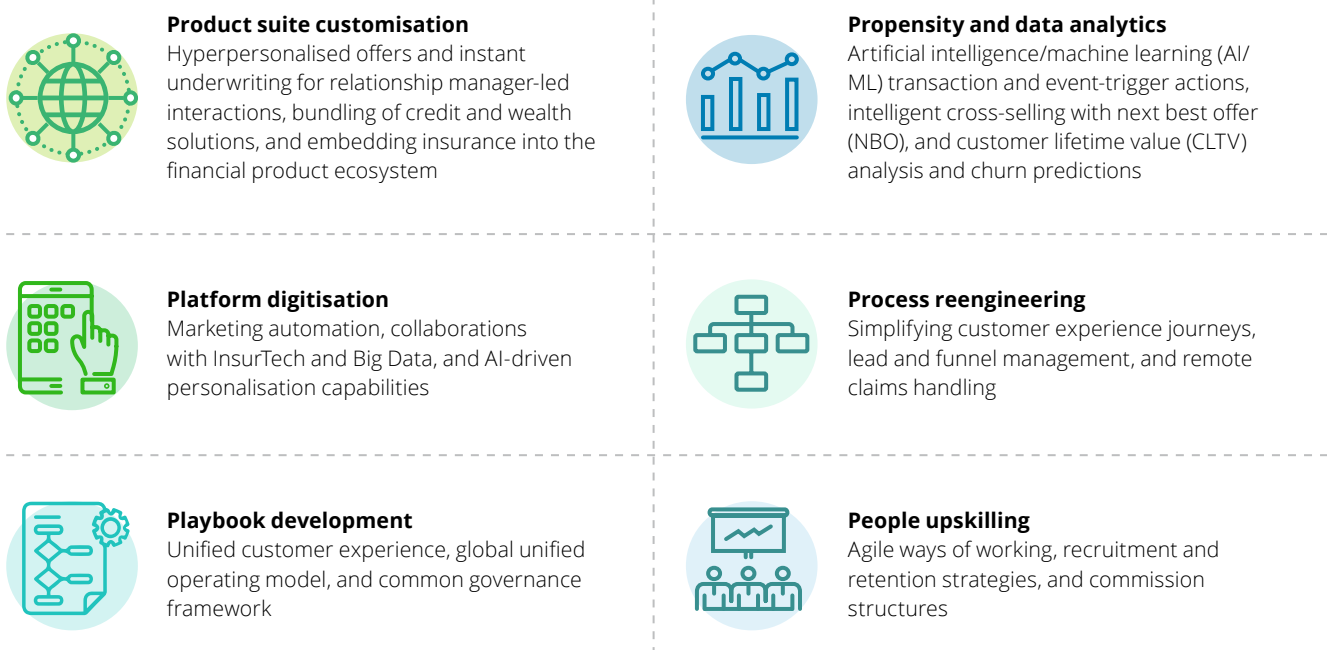 Product suite customisation
Hyperpersonalised offers and instant
underwriting for relationship manager-led
interactions, bundling of credit and wealth
solutions, and embedding insurance into the
financial product ecosystem
Propensity and data analytics
Artificial intelligence/machine learning (AI/
ML) transaction and event-trigger actions,
intelligent cross-selling with next best offer
(NBO), and customer lifetime value (CLTV)
analysis and churn predictions
Platform digitisation
Marketing automation, collaborations
with InsurTech and Big Data, and AI-driven
personalisation capabilities
Process reengineering
Simplifying customer experience journeys,
lead and funnel management, and remote
claims handling
Playbook development
Unified customer experience, global unified
operating model, and common governance
framework
People upskilling
Agile ways of working, recruitment and
retention strategies, and commission
structures